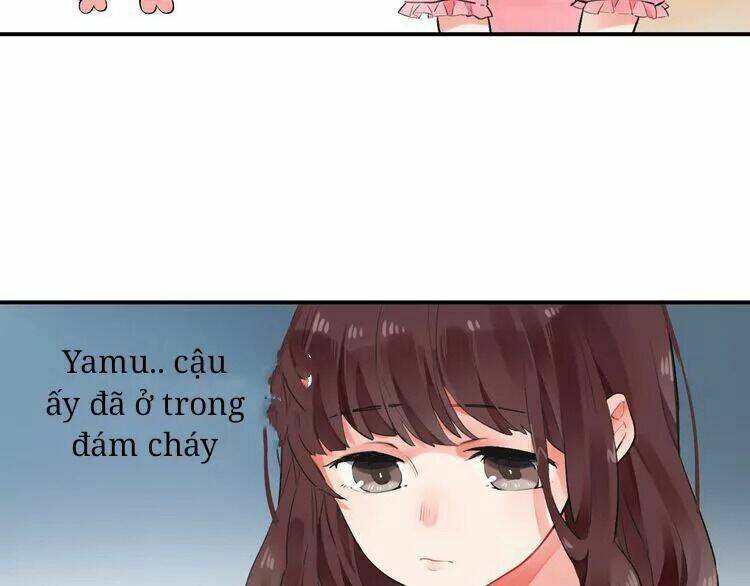 Yamu.. cậu
ấy đã ở trong
đám cháy